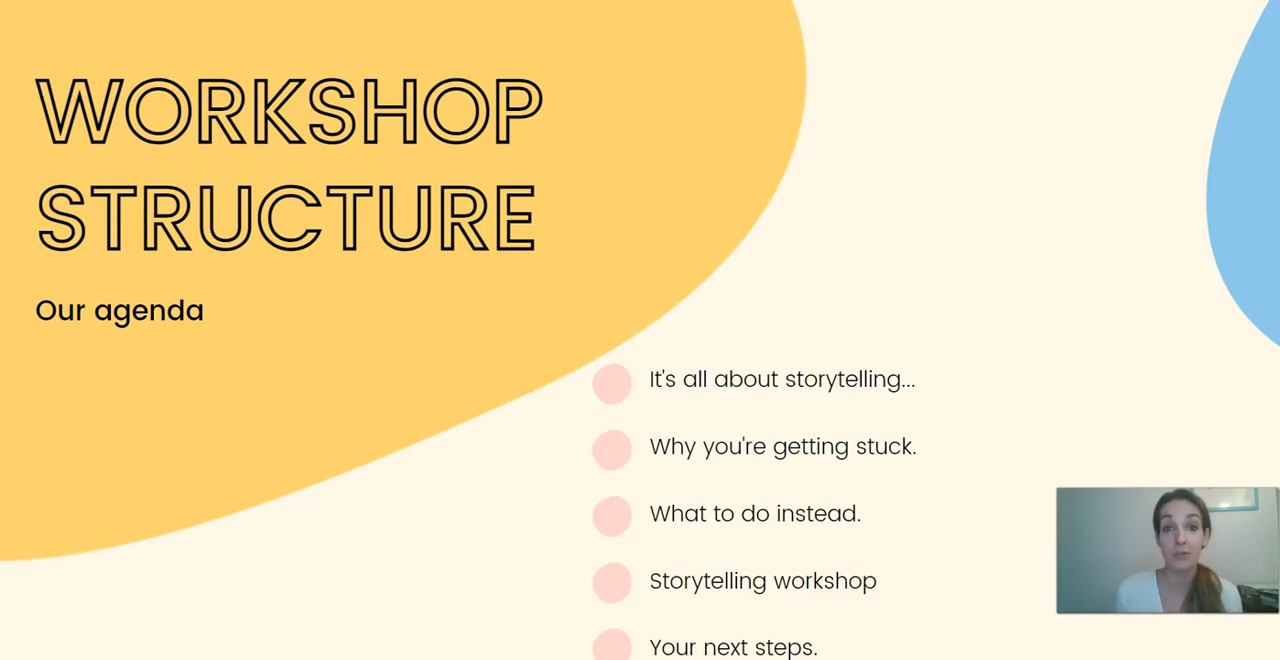 WORKSHOP
STRUCTURE
Our agenda
It's all about storytelling...
Why you're getting stuck.
What to do instead.
Storytelling workshop
Your next steps.